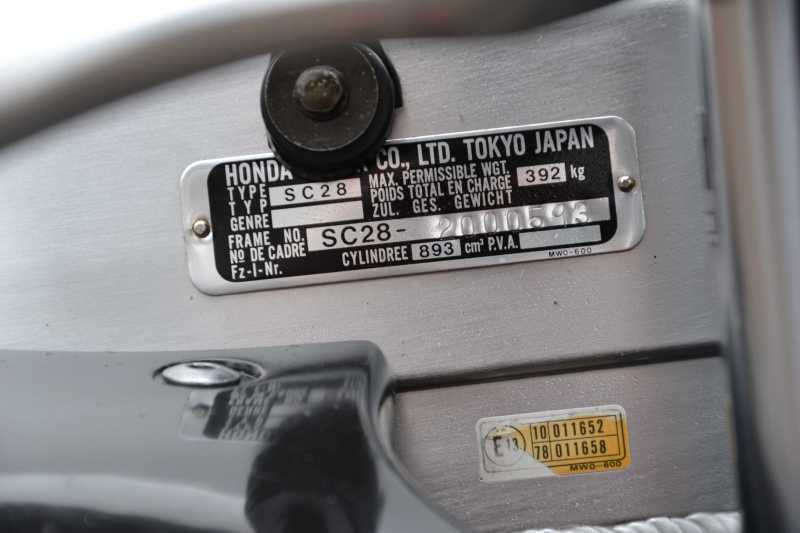 HONDA CO., LTD. TOKYO JAPAN
TYPE SC28 MAX. PERMISSIBLE WGT. 392 kg
TYP POIDS TOTAL EN CHARGE
GENRE ZUL. GES. GEWICHT
FRAME NO. SC28- 2000593
Nº DE CADRE CYLINDREE 893 cm³ P.V.A.
Fz-I-Nr. MWO-600
E13 10 011652
78 011658
MWO-600